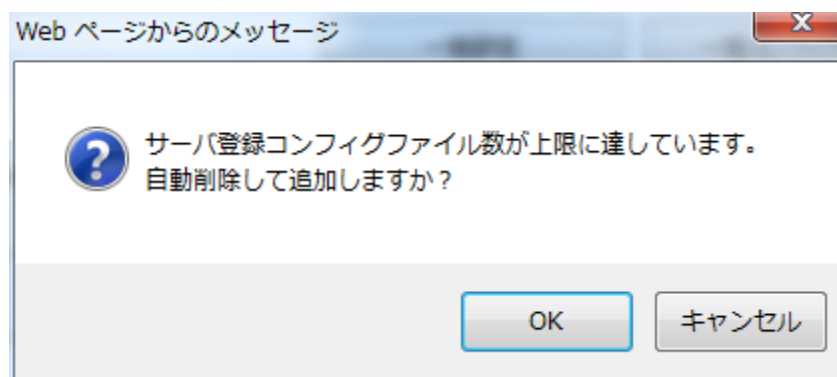 Web ページからのメッセージ
サーバ登録コンフィグファイル数が上限に達しています。
自動削除して追加しますか？
OK
キャンセル